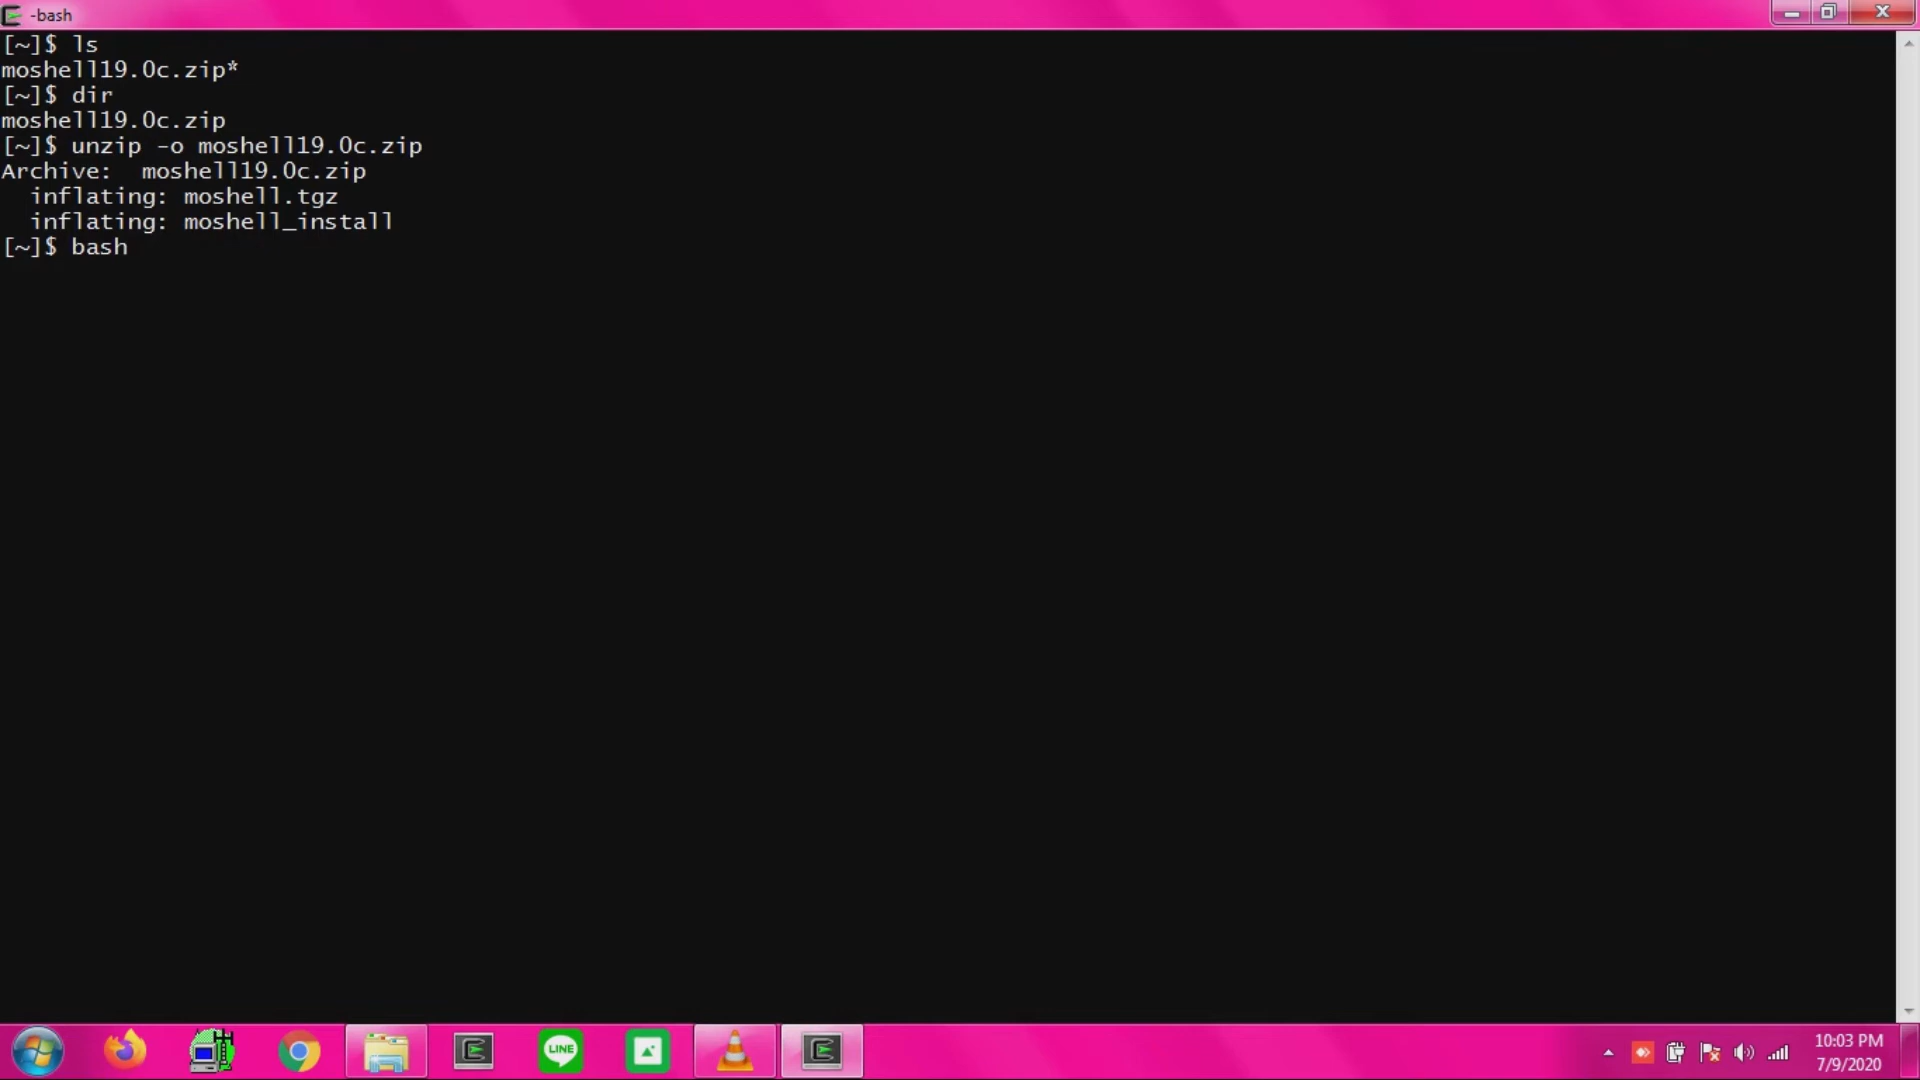 -bash
[~]$ ls
moshell19.0c.zip*
[~]$ dir
moshell19.0c.zip
[~]$ unzip -o moshell19.0c.zip
Archive:  moshell19.0c.zip
  inflating: moshell.tgz
  inflating: moshell_install
[~]$ bash
LINE
10:03 PM
7/9/2020